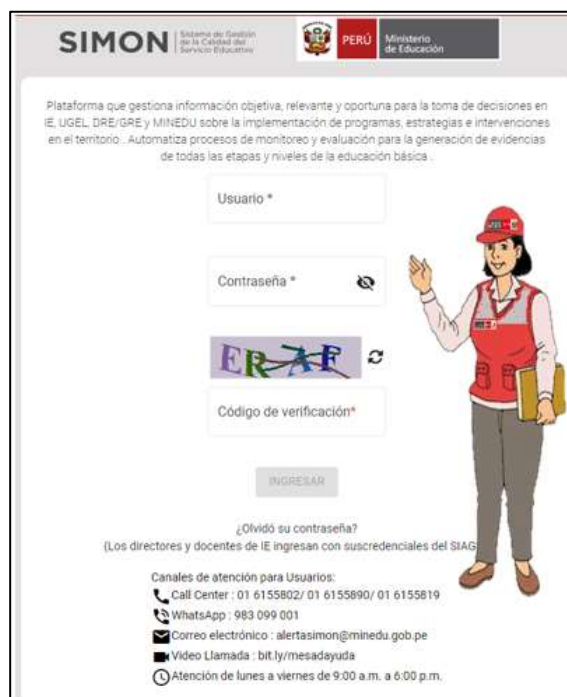 SIMON
Sistema de Gestión
de la Calidad del
Servicio Educativo
PERÚ
Ministerio
de Educación
Plataforma que gestiona información objetiva, relevante y oportuna para la toma de decisiones en
IE, UGEL, DRE/GRE y MINEDU sobre la implementación de programas, estrategias e intervenciones
en el territorio . Automatiza procesos de monitoreo y evaluación para la generación de evidencias
de todas las etapas y niveles de la educación básica .
Usuario *
Contraseña *
ERAF
Código de verificación*
INGRESAR
¿Olvidó su contraseña?
(Los directores y docentes de IE ingresan con suscredenciales del SIAG
Canales de atención para Usuarios:
Call Center : 01 6155802/ 01 6155890/ 01 6155819
WhatsApp : 983 099 001
Correo electrónico : alertasimon@minedu.gob.pe
Video Llamada : bit.ly/mesadayuda
Atención de lunes a viernes de 9:00 a.m. a 6:00 p.m.